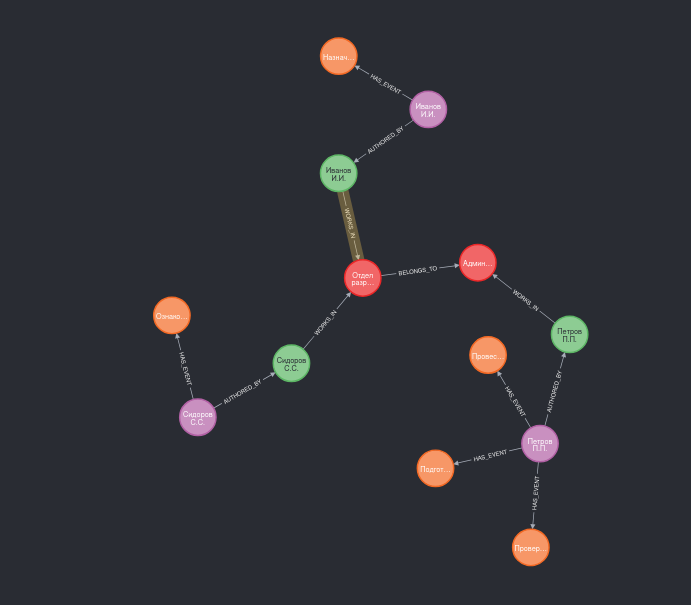 Назнач...
HAS_EVENT
Иванов
И.И.
AUTHORED_BY
Иванов
И.И.
WORKS_IN
Отдел
разр...
BELONGS_TO
Админ...
WORKS_IN
Петров
П.П.
Ознако...
HAS_EVENT
WORKS_IN
Сидоров
С.С.
AUTHORED_BY
Сидоров
С.С.
Провес...
HAS_EVENT
AUTHORED_BY
Петров
П.П.
HAS_EVENT
Подгот...
HAS_EVENT
Провер...